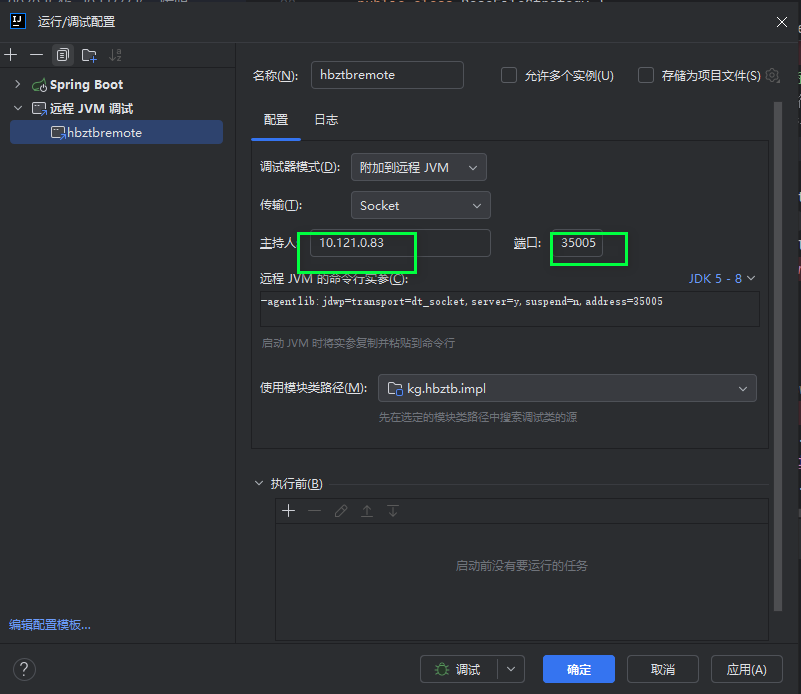 运行/调试配置
Spring Boot
远程 JVM 调试
hbztbremote
编辑配置模板...
名称(N): hbztbremote 允许多个实例(U) 存储为项目文件(S)
配置 日志
调试器模式(D): 附加到远程 JVM
传输(T): Socket
主持人 10.121.0.83 端口: 35005
远程 JVM 的命令行实参(C): JDK 5 - 8
-agentlib:jdwp=transport=dt_socket,server=y,suspend=n,address=35005
启动 JVM 时将实参复制并粘贴到命令行
使用模块类路径(M): kg.hbztb.impl
先在选定的模块类路径中搜索调试类的源
执行前(B)
启动前没有要运行的任务
? 调试 确定 取消 应用(A)